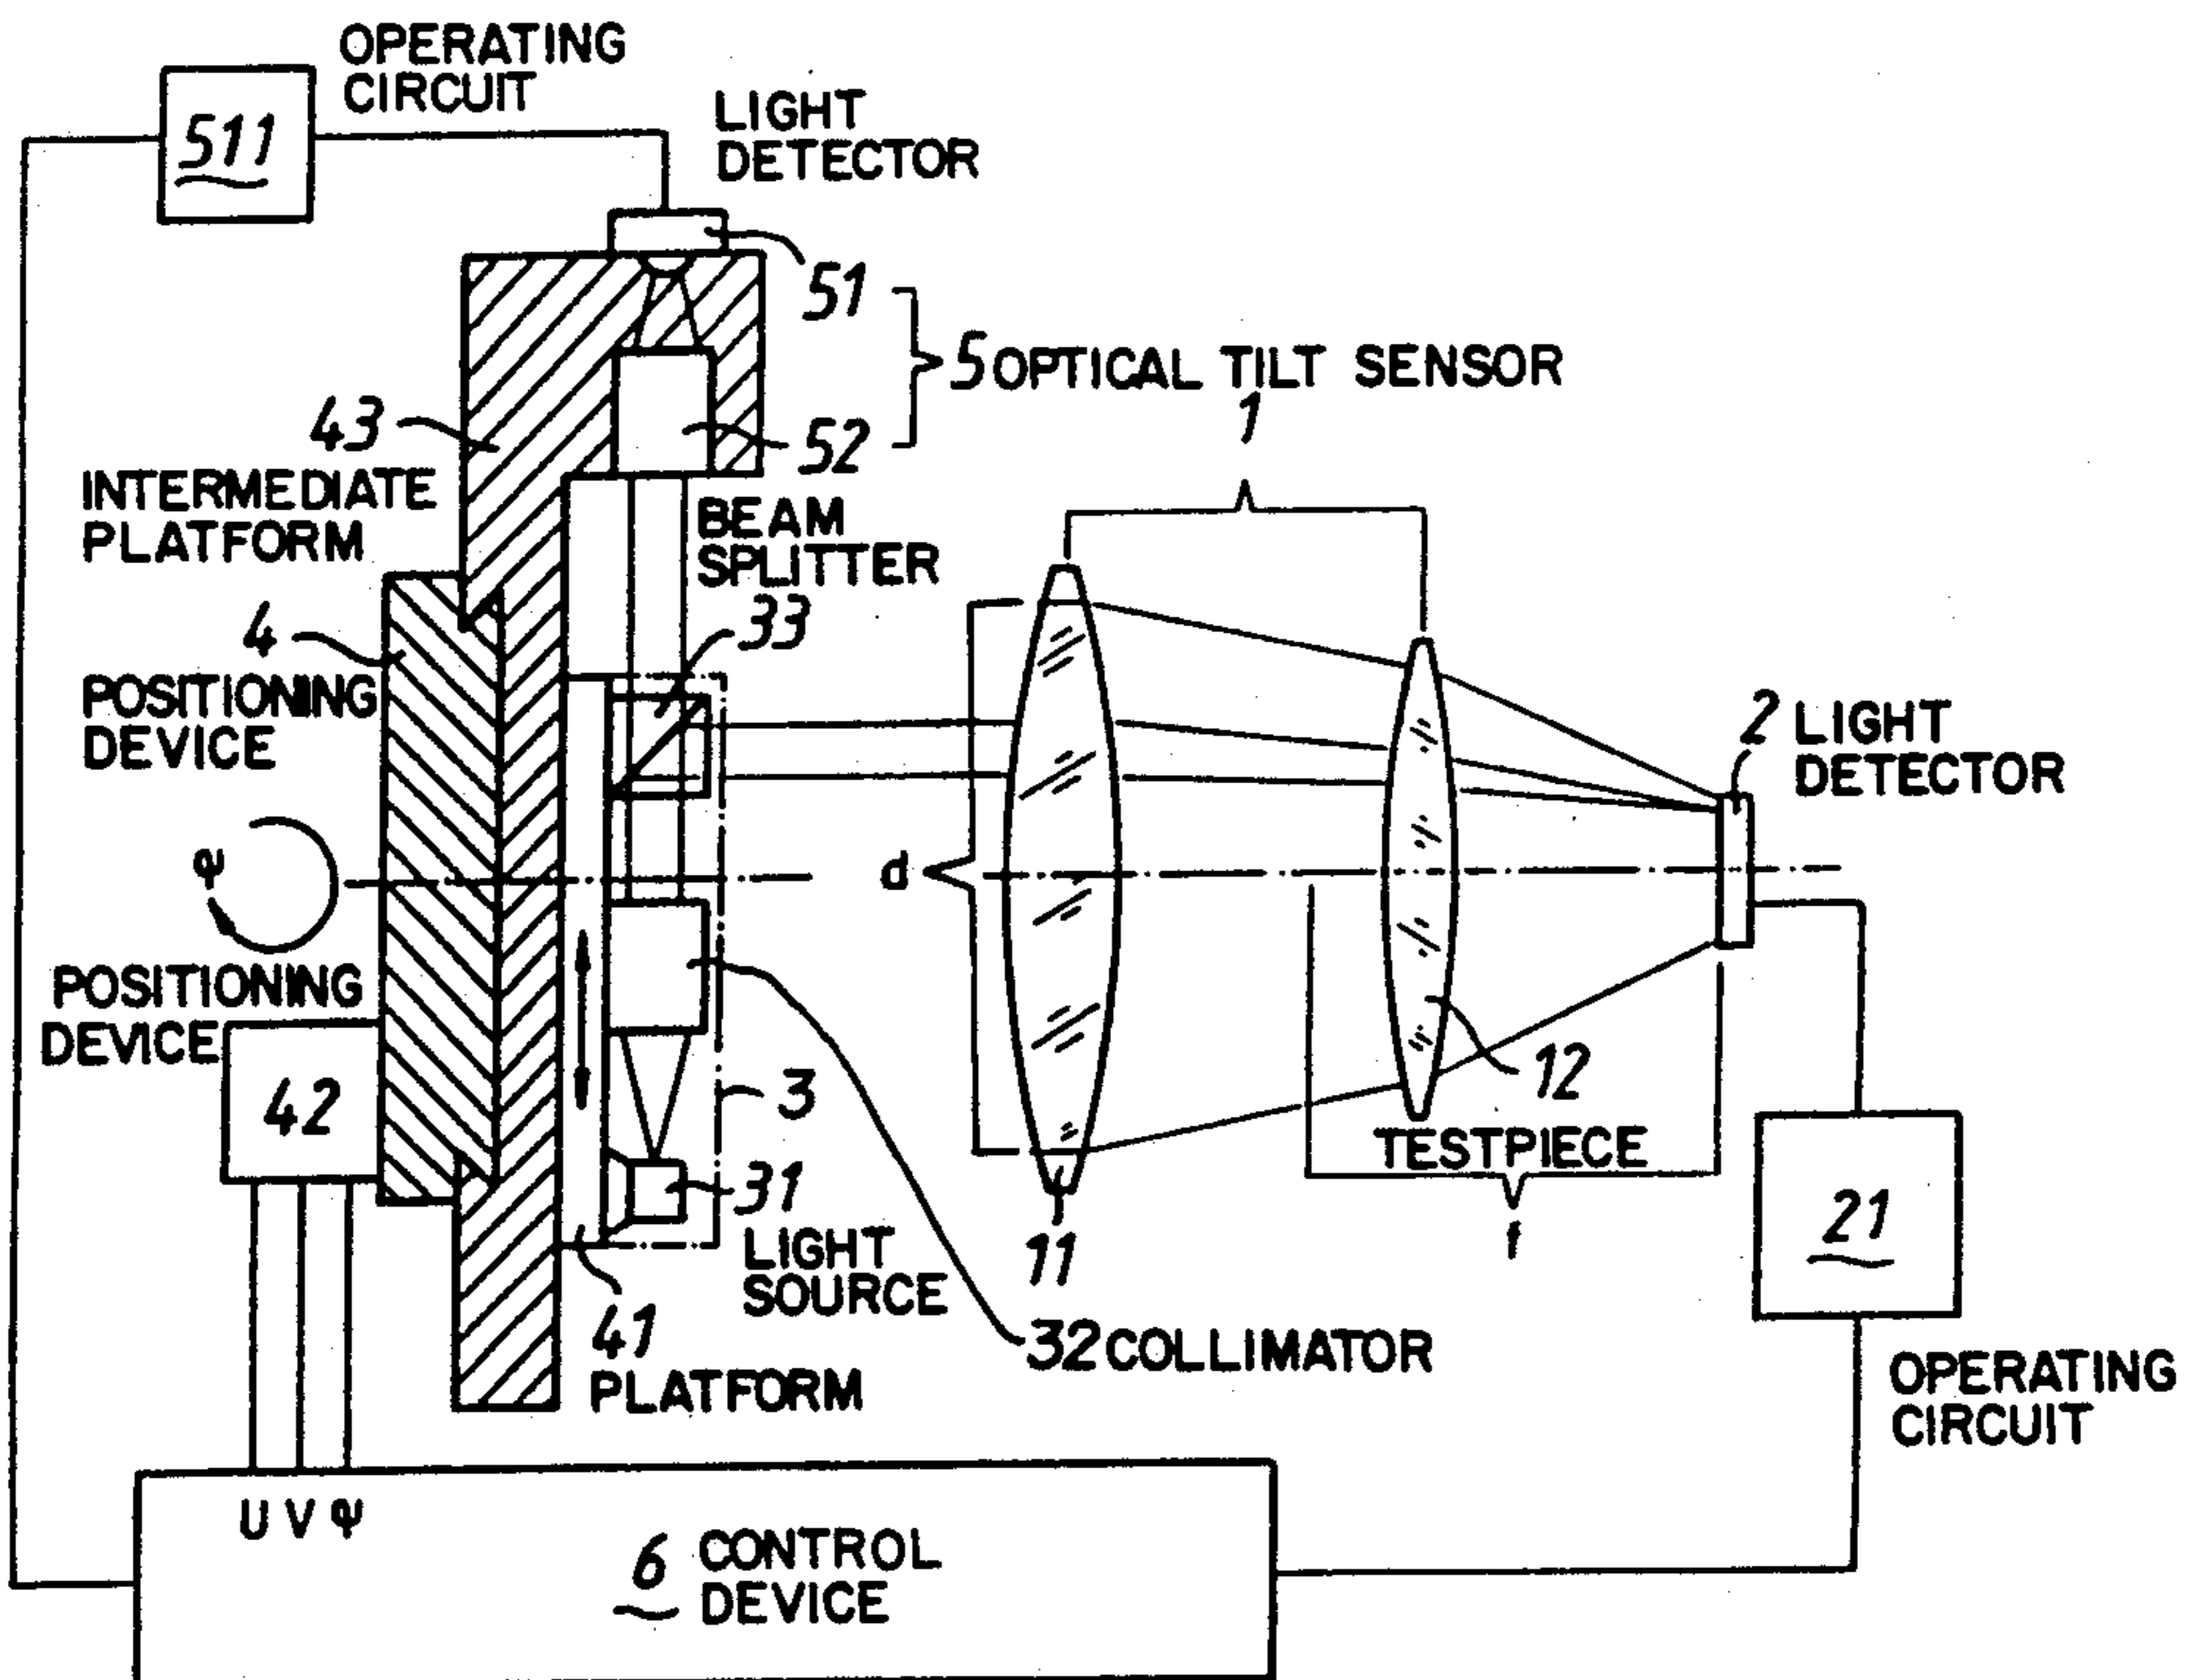 OPERATING
CIRCUIT
511
LIGHT
DETECTOR
51
5 OPTICAL TILT SENSOR
52
43
INTERMEDIATE
PLATFORM
1
BEAM
SPLITTER
33
4
POSITIONING
DEVICE
2 LIGHT
DETECTOR
φ
d
POSITIONING
DEVICE
42
3
12
TESTPIECE
f
31
LIGHT
SOURCE
11
21
41
PLATFORM
32 COLLIMATOR
OPERATING
CIRCUIT
U V φ
6 CONTROL
DEVICE